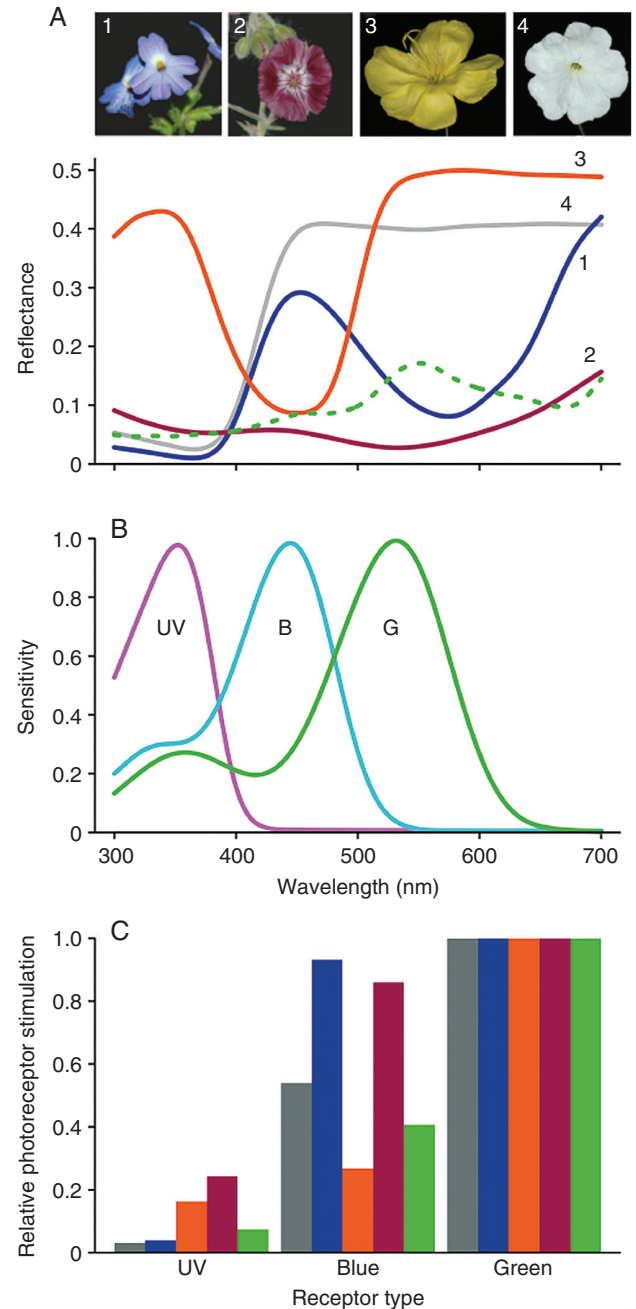 A
1 2 3 4
0.5
0.4
0.3
0.2
0.1
0
Reflectance
3
4
1
2
B
1.0
0.8
0.6
0.4
0.2
0
Sensitivity
UV B G
300 400 500 600 700
Wavelength (nm)
C
1.0
0.8
0.6
0.4
0.2
0
Relative photoreceptor stimulation
UV Blue Green
Receptor type